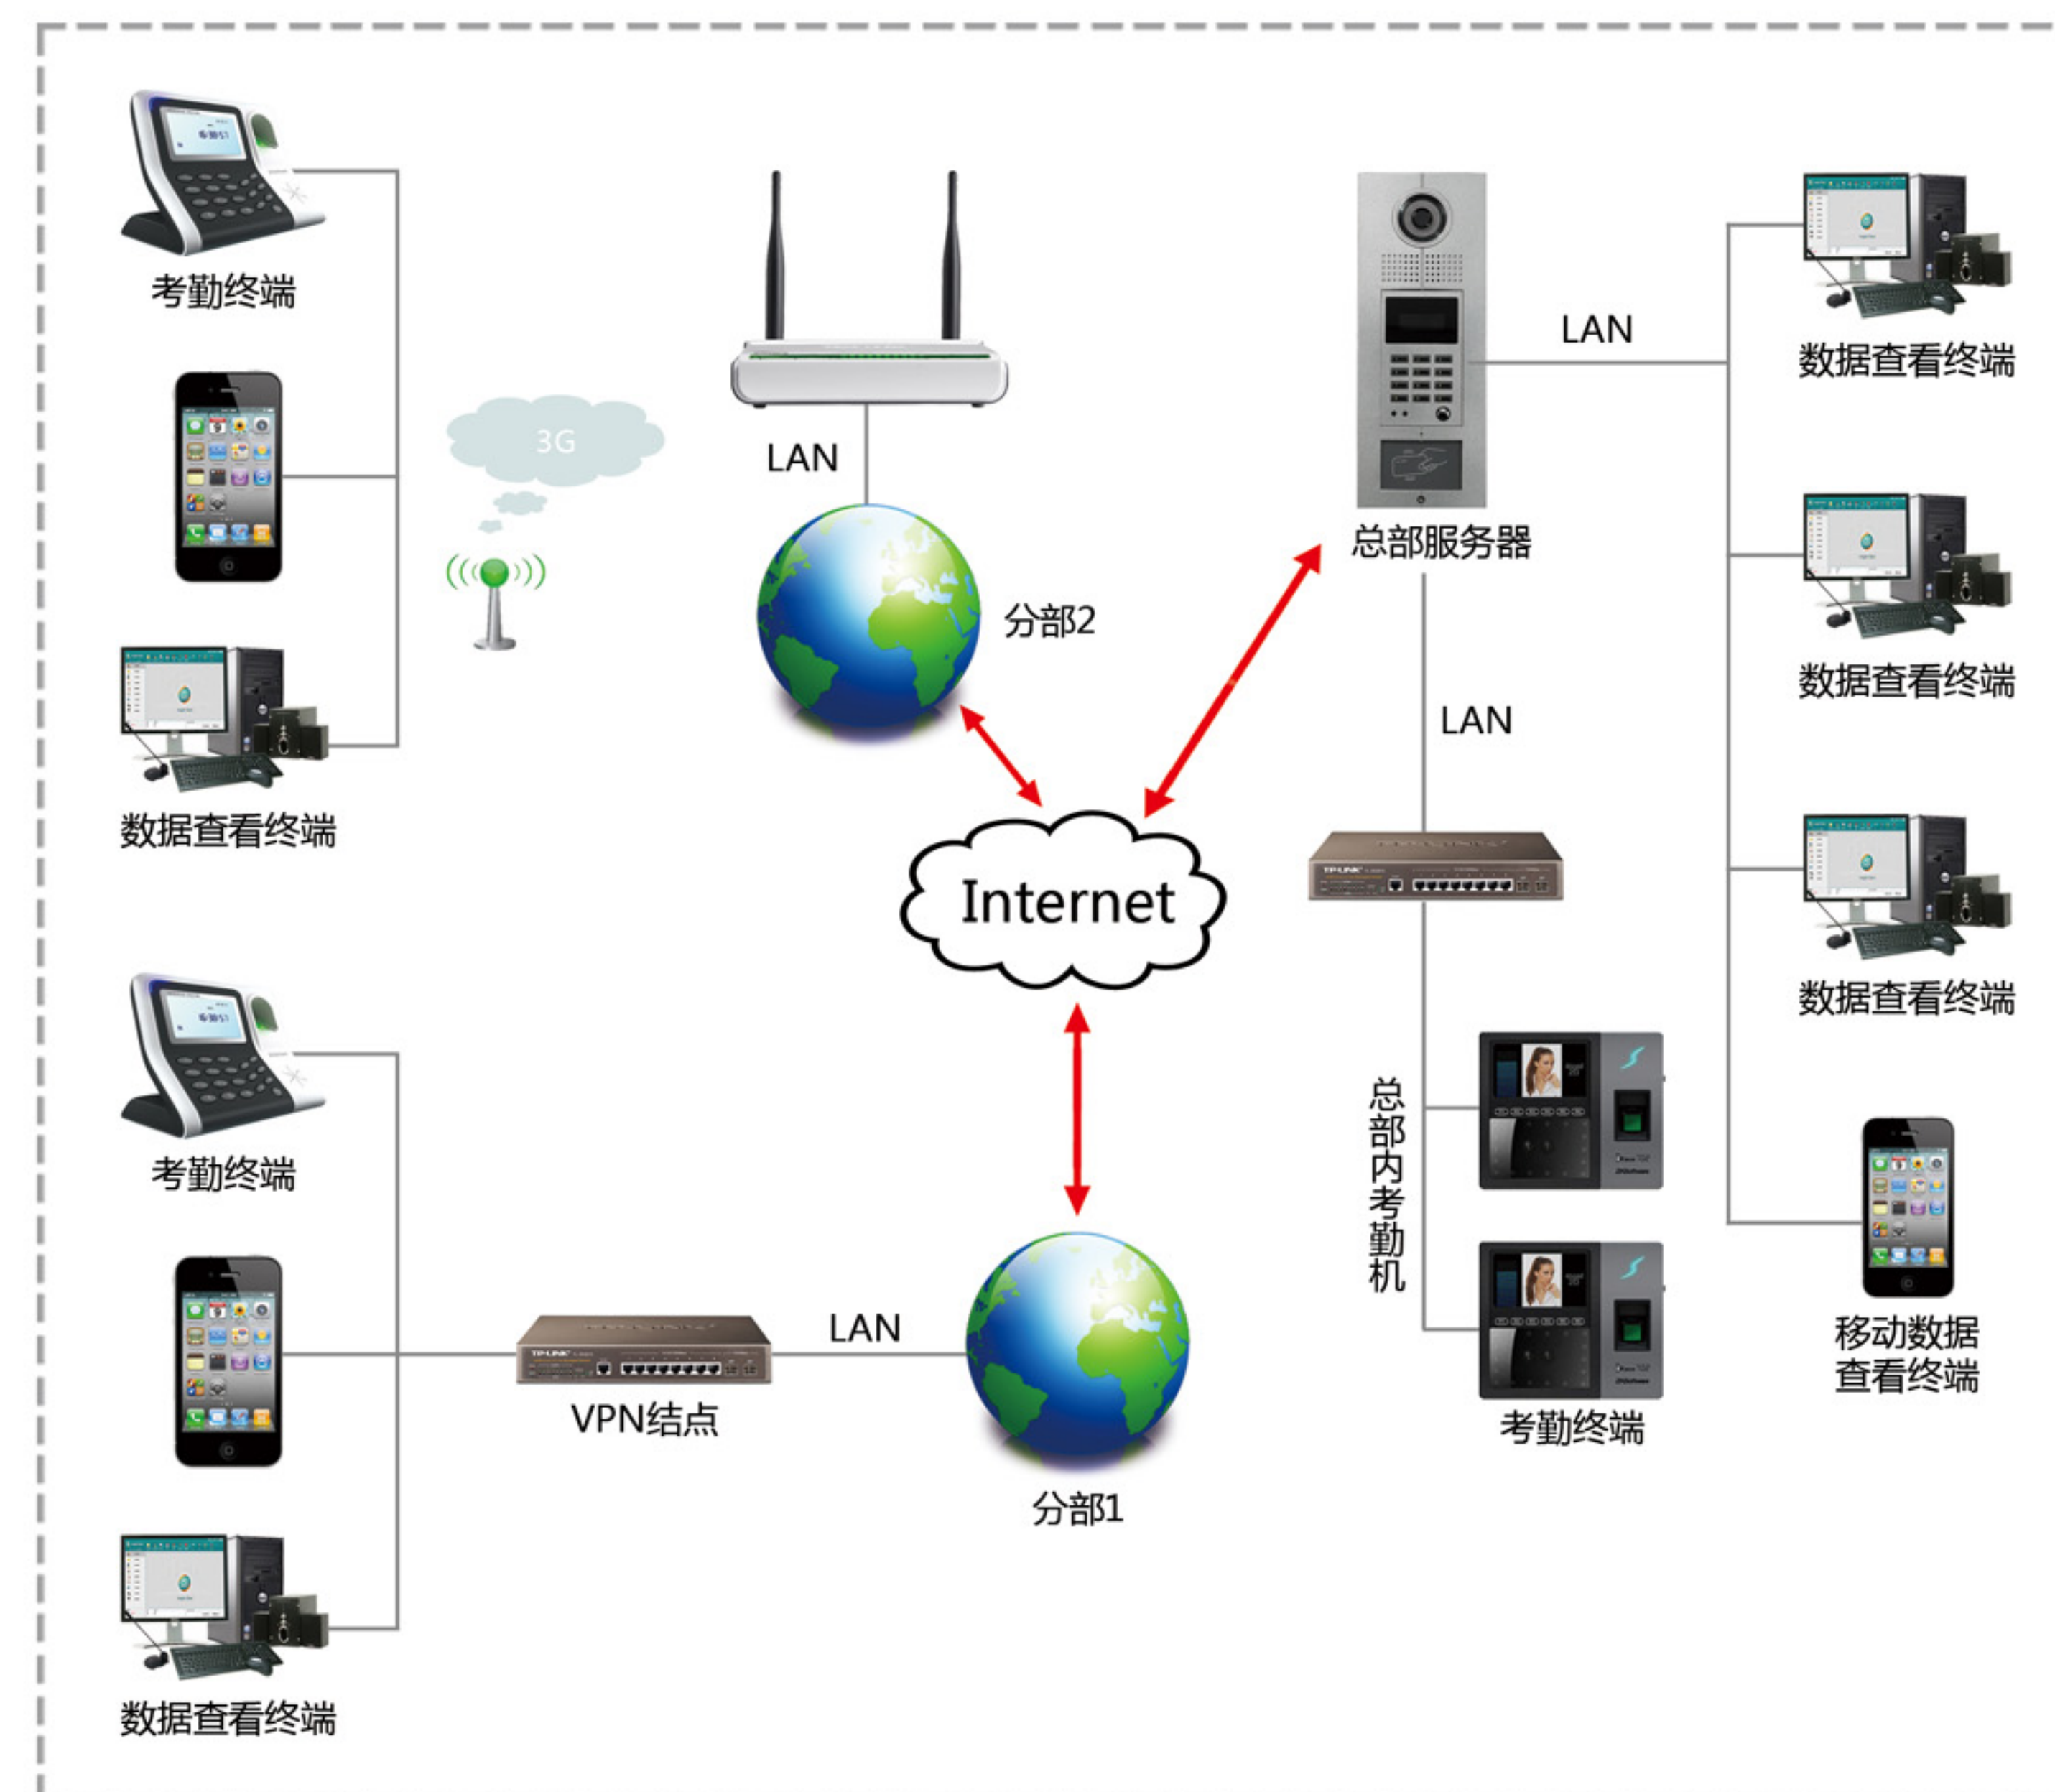 考勤终端
3G
LAN
分部2
数据查看终端
总部服务器
LAN
数据查看终端
数据查看终端
LAN
Internet
TP-LINK
数据查看终端
总部内考勤机
考勤终端
移动数据
查看终端
考勤终端
TP-LINK
LAN
VPN结点
分部1
数据查看终端